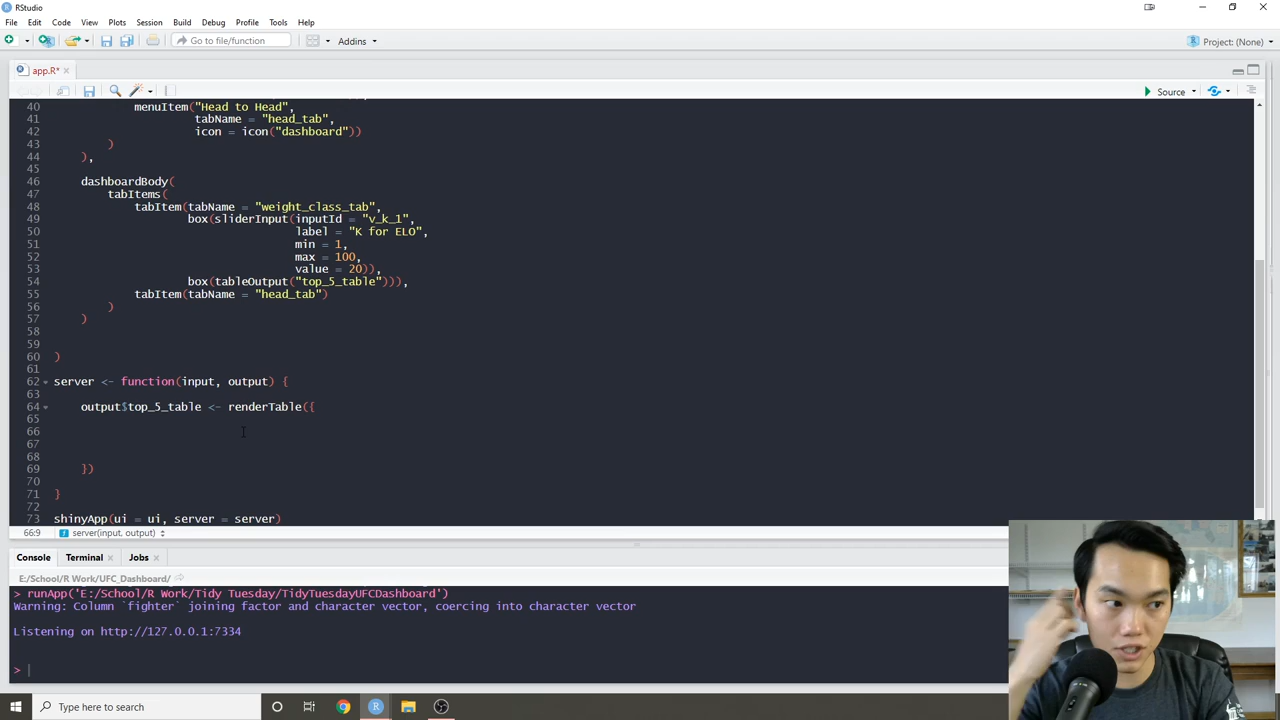 RStudio
File Edit Code View Plots Session Build Debug Profile Tools Help
Go to file/function Addins Project: (None)
app.R*
Source
40 menuItem("Head to Head",
41 tabName = "head_tab",
42 icon = icon("dashboard"))
43 )
44 ),
45
46 dashboardBody(
47 tabItems(
48 tabItem(tabName = "weight_class_tab",
49 box(sliderInput(inputId = "v_k_1",
50 label = "K for ELO",
51 min = 1,
52 max = 100,
53 value = 20)),
54 box(tableOutput("top_5_table"))),
55 tabItem(tabName = "head_tab")
56 )
57 )
58
59
60 )
61
62 server <- function(input, output) {
63
64 output$top_5_table <- renderTable({
65
66
67
68
69 })
70
71 }
72
73 shinyApp(ui = ui, server = server)
66:9 server(input, output)
Console Terminal Jobs
E:/School/R Work/UFC_Dashboard/
> runApp('E:/School/R Work/Tidy Tuesday/TidyTuesdayUFCDashboard')
Warning: Column `fighter` joining factor and character vector, coercing into character vector
Listening on http://127.0.0.1:7334
>
Type here to search